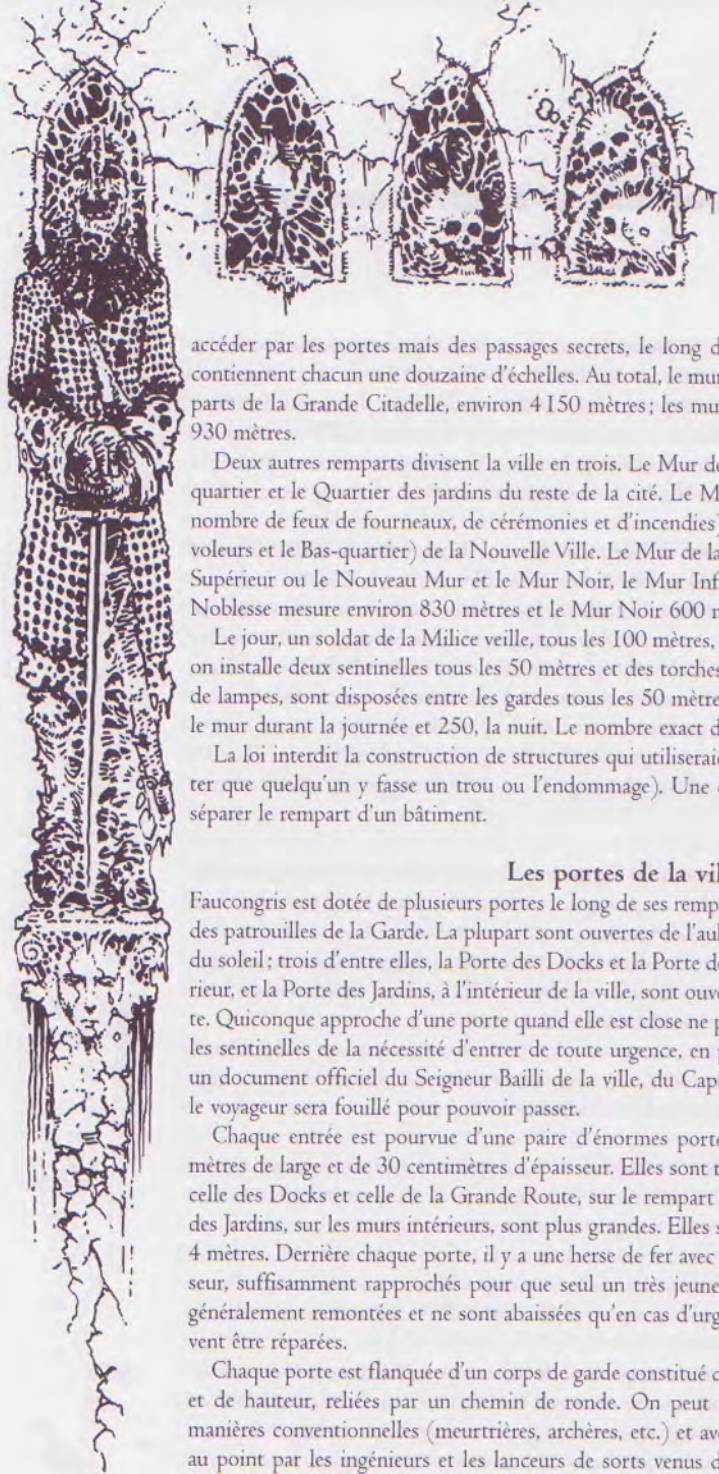 accéder par les portes mais des passages secrets, le long d
contiennent chacun une douzaine d'échelles. Au total, le mur
parts de la Grande Citadelle, environ 4150 mètres; les mu
930 mètres.
Deux autres remparts divisent la ville en trois. Le Mur de
quartier et le Quartier des jardins du reste de la cité. Le M
nombre de feux de fourneaux, de cérémonies et d'incendies)
voleurs et le Bas-quartier) de la Nouvelle Ville. Le Mur de la
Supérieur ou le Nouveau Mur et le Mur Noir, le Mur Inf
Noblesse mesure environ 830 mètres et le Mur Noir 600 m
Le jour, un soldat de la Milice veille, tous les 100 mètres,
on installe deux sentinelles tous les 50 mètres et des torches
de lampes, sont disposées entre les gardes tous les 50 mètre
le mur durant la journée et 250, la nuit. Le nombre exact d
La loi interdit la construction de structures qui utiliseraie
ter que quelqu'un y fasse un trou ou l'endommage). Une
séparer le rempart d'un bâtiment.
Les portes de la vil
Faucongris est dotée de plusieurs portes le long de ses remp
des patrouilles de la Garde. La plupart sont ouvertes de l'aul
du soleil; trois d'entre elles, la Porte des Docks et la Porte de
rieur, et la Porte des Jardins, à l'intérieur de la ville, sont ouve
te. Quiconque approche d'une porte quand elle est close ne p
les sentinelles de la nécessité d'entrer de toute urgence, en
un document officiel du Seigneur Bailli de la ville, du Cap
le voyageur sera fouillé pour pouvoir passer.
Chaque entrée est pourvue d'une paire d'énormes porte
mètres de large et de 30 centimètres d'épaisseur. Elles sont t
celle des Docks et celle de la Grande Route, sur le rempart
des Jardins, sur les murs intérieurs, sont plus grandes. Elles s
4 mètres. Derrière chaque porte, il y a une herse de fer avec
seur, suffisamment rapprochés pour que seul un très jeune
généralement remontées et ne sont abaissées qu'en cas d'urg
vent être réparées.
Chaque porte est flanquée d'un corps de garde constitué d
et de hauteur, reliées par un chemin de ronde. On peut
manières conventionnelles (meurtrières, archères, etc.) et ave
au point par les ingénieurs et les lanceurs de sorts venus d